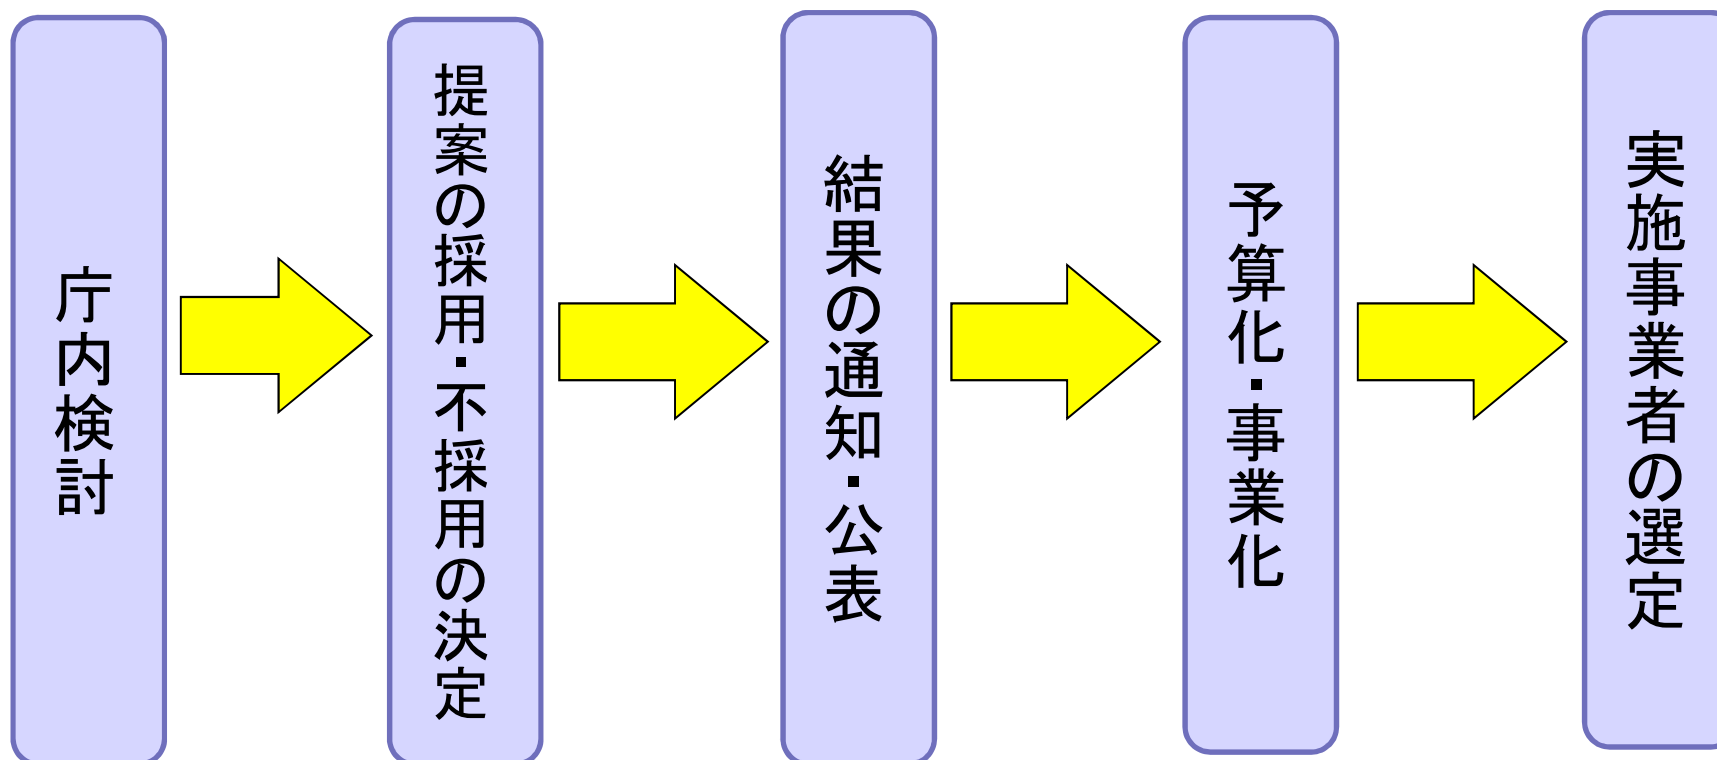 庁内検討
提案の採用・不採用の決定
結果の通知・公表
予算化・事業化
実施事業者の選定